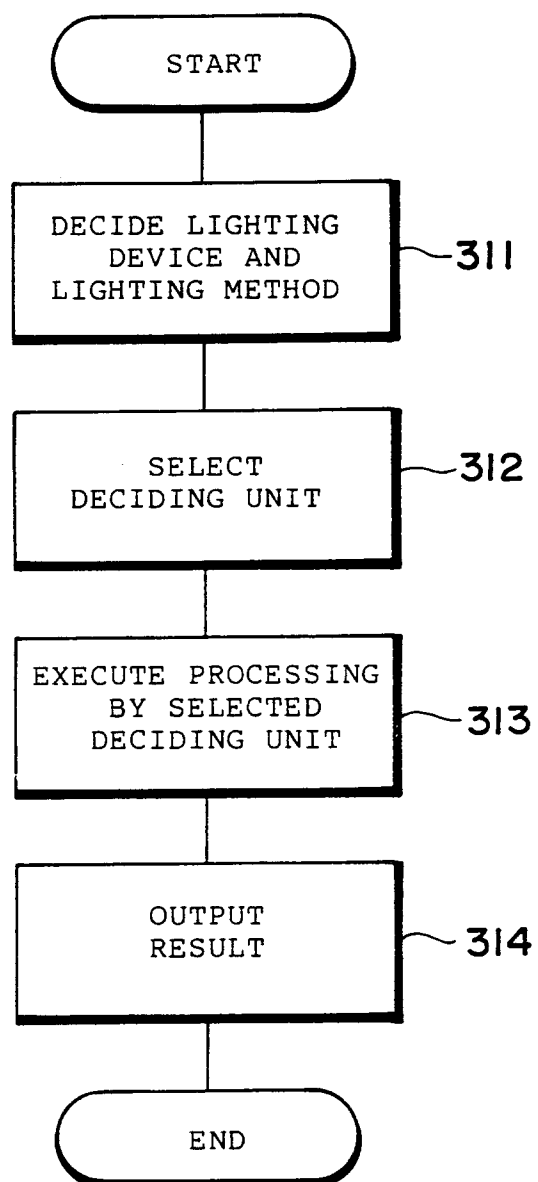 START
DECIDE LIGHTING
DEVICE AND
LIGHTING METHOD
311
SELECT
DECIDING UNIT
312
EXECUTE PROCESSING
BY SELECTED
DECIDING UNIT
313
OUTPUT
RESULT
314
END